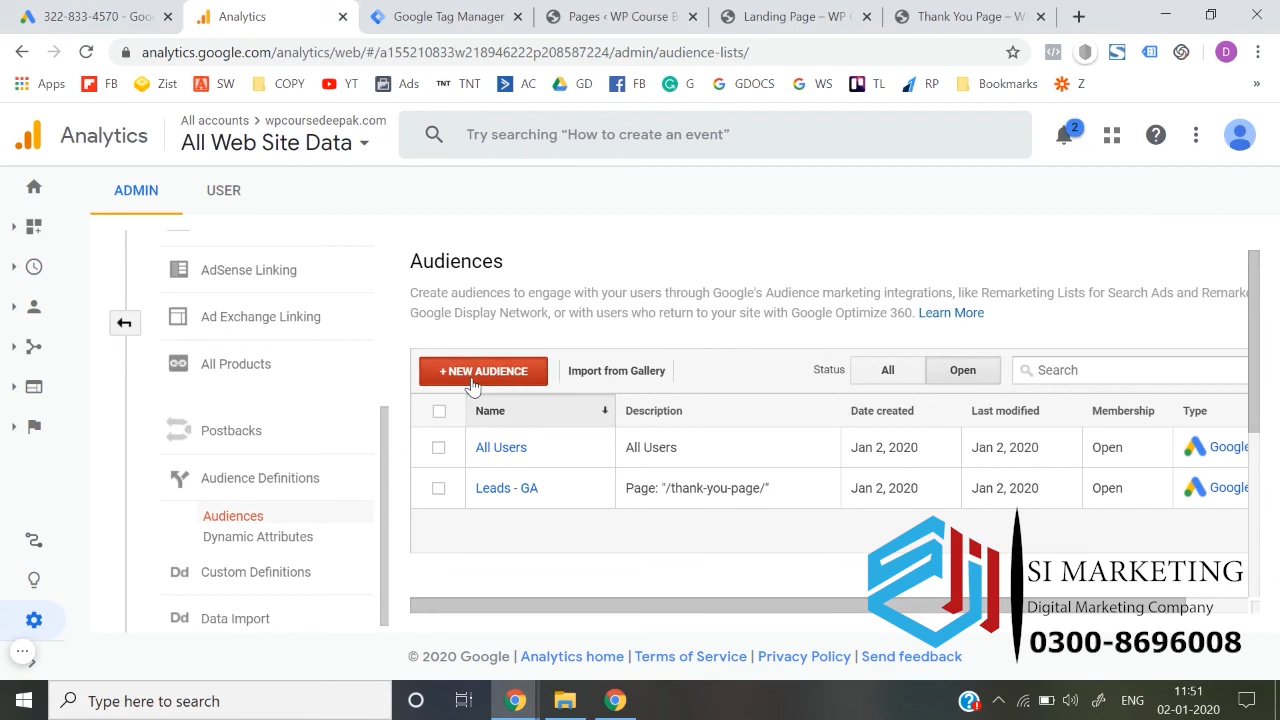 322-833-4570 - Goo
Analytics
Google Tag Manager
Pages ‹ WP Course B
Landing Page – WP C
Thank You Page – W
analytics.google.com/analytics/web/#/a155210833w218946222p208587224/admin/audience-lists/
D
Apps
FB
Zist
SW
COPY
YT
Ads
TNT TNT
AC
GD
FB
G
GDOCS
WS
TL
RP
Bookmarks
Z
»
Analytics
All accounts > wpcoursedeepak.com
All Web Site Data
Try searching “How to create an event”
2
ADMIN
USER
AdSense Linking
Ad Exchange Linking
All Products
Postbacks
Audience Definitions
Audiences
Dynamic Attributes
Dd Custom Definitions
Dd Data Import
Audiences
Create audiences to engage with your users through Google's Audience marketing integrations, like Remarketing Lists for Search Ads and Remarke
Google Display Network, or with users who return to your site with Google Optimize 360. Learn More
+ NEW AUDIENCE
Import from Gallery
Status
All
Open
Search
Name
Description
Date created
Last modified
Membership
Type
All Users
All Users
Jan 2, 2020
Jan 2, 2020
Open
Google
Leads - GA
Page: "/thank-you-page/"
Jan 2, 2020
Jan 2, 2020
Open
Google
SI MARKETING
Digital Marketing Company
0300-8696008
© 2020 Google | Analytics home | Terms of Service | Privacy Policy | Send feedback
Type here to search
ENG
11:51
02-01-2020